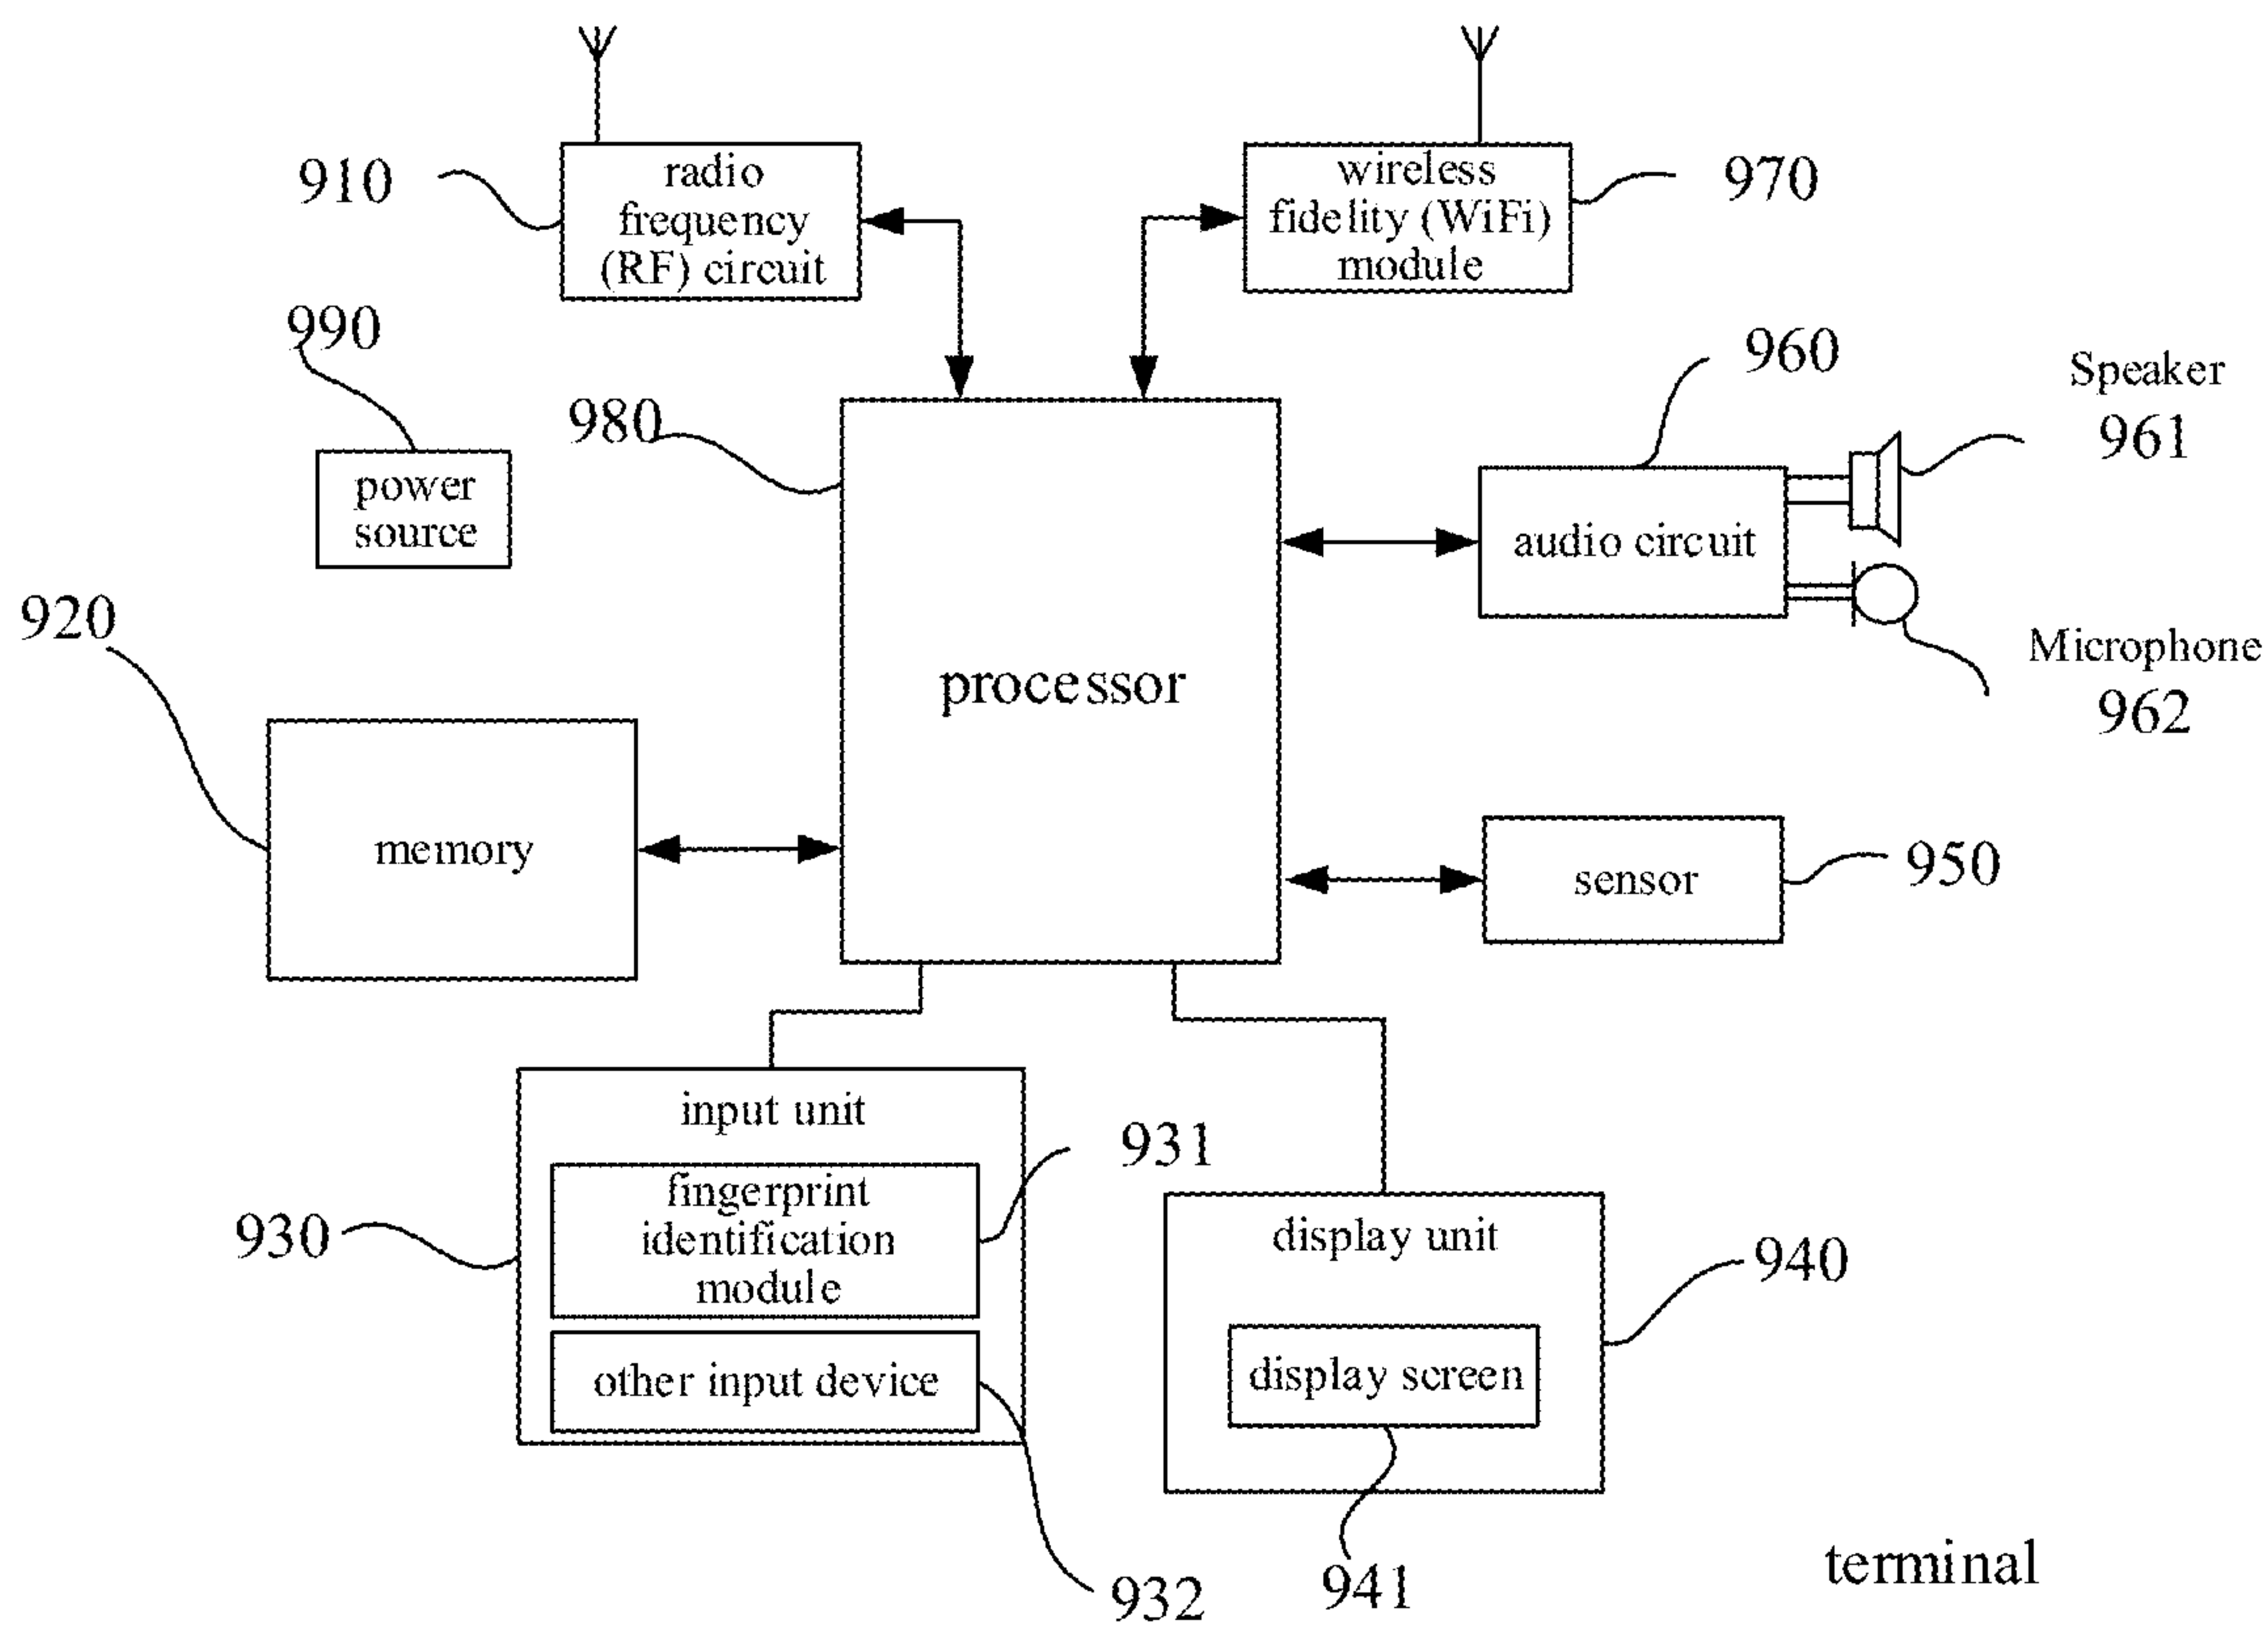 910
radio
frequency
(RF) circuit
wireless
fidelity (WiFi)
module
970
990
power
source
980
processor
960
audio circuit
Speaker
961
Microphone
962
920
memory
sensor
950
input unit
fingerprint
identification
module
931
930
other input device
932
display unit
940
display screen
941
terminal